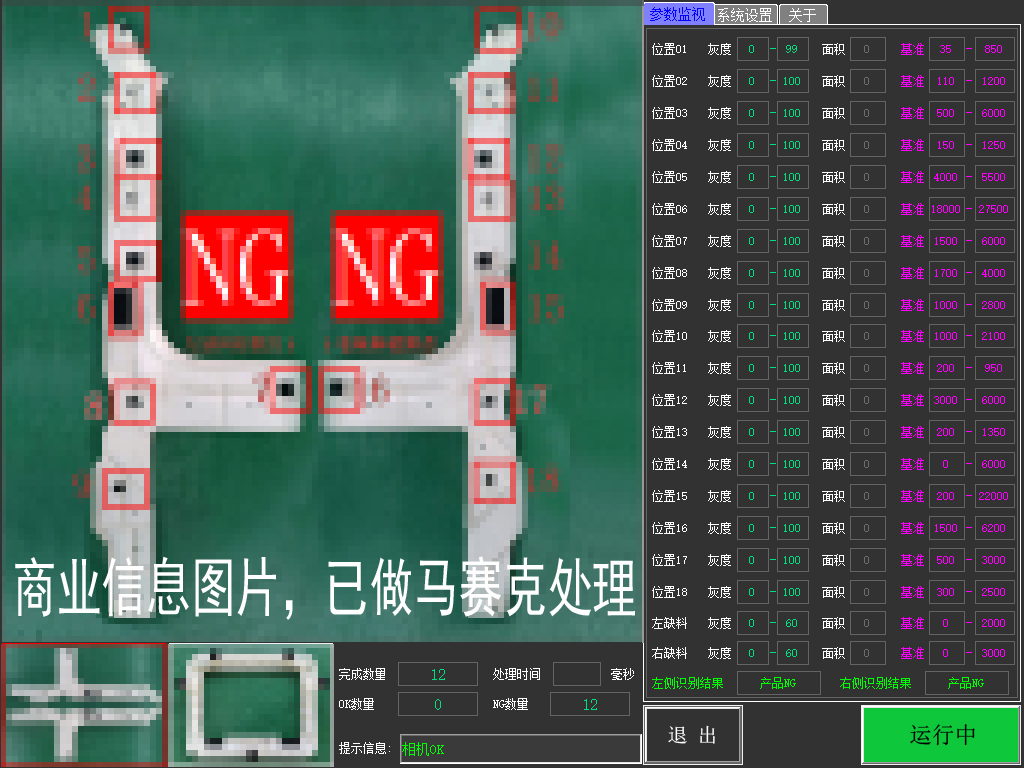 参数监视 系统设置 关于
1 10
位置01 灰度 0 - 99 面积 0 基准 35 - 850
2 11
位置02 灰度 0 - 100 面积 0 基准 110 - 1200
位置03 灰度 0 - 100 面积 0 基准 500 - 6000
3 12
位置04 灰度 0 - 100 面积 0 基准 150 - 1250
位置05 灰度 0 - 100 面积 0 基准 4000 - 5500
4 13
位置06 灰度 0 - 100 面积 0 基准 18000 - 27500
位置07 灰度 0 - 100 面积 0 基准 1500 - 6000
5 NG NG 14
位置08 灰度 0 - 100 面积 0 基准 1700 - 4000
位置09 灰度 0 - 100 面积 0 基准 1000 - 2800
6 15
位置10 灰度 0 - 100 面积 0 基准 1000 - 2100
位置11 灰度 0 - 100 面积 0 基准 200 - 950
7 16
位置12 灰度 0 - 100 面积 0 基准 3000 - 6000
8 17
位置13 灰度 0 - 100 面积 0 基准 200 - 1350
位置14 灰度 0 - 100 面积 0 基准 0 - 6000
9 18
位置15 灰度 0 - 100 面积 0 基准 200 - 22000
位置16 灰度 0 - 100 面积 0 基准 1500 - 6200
位置17 灰度 0 - 100 面积 0 基准 500 - 3000
位置18 灰度 0 - 100 面积 0 基准 300 - 2500
商业信息图片，已做马赛克处理
左缺料 灰度 0 - 60 面积 0 基准 0 - 2000
右缺料 灰度 0 - 60 面积 0 基准 0 - 3000
左侧识别结果 产品NG 右侧识别结果 产品NG
完成数量 12 处理时间 毫秒
OK数量 0 NG数量 12
提示信息: 相机OK
退 出 运行中